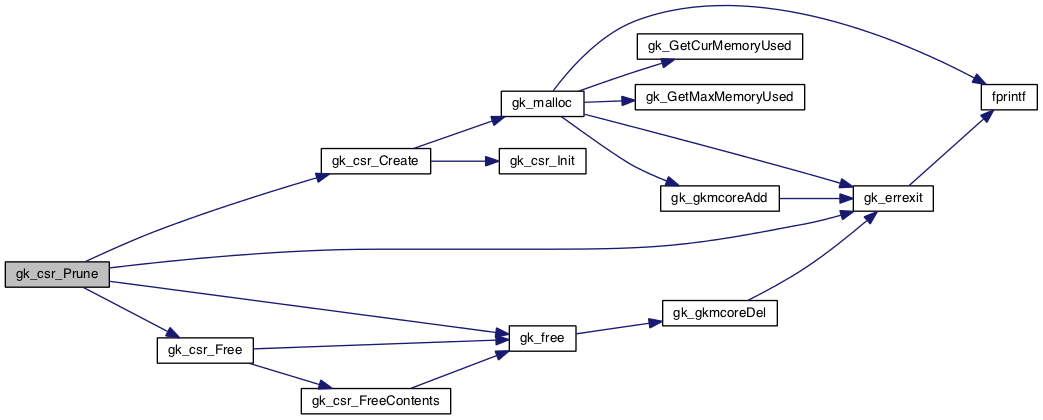 gk_GetCurMemoryUsed
gk_malloc
gk_GetMaxMemoryUsed
fprintf
gk_csr_Create
gk_csr_Init
gk_gkmcoreAdd
gk_errexit
gk_csr_Prune
gk_gkmcoreDel
gk_free
gk_csr_Free
gk_csr_FreeContents